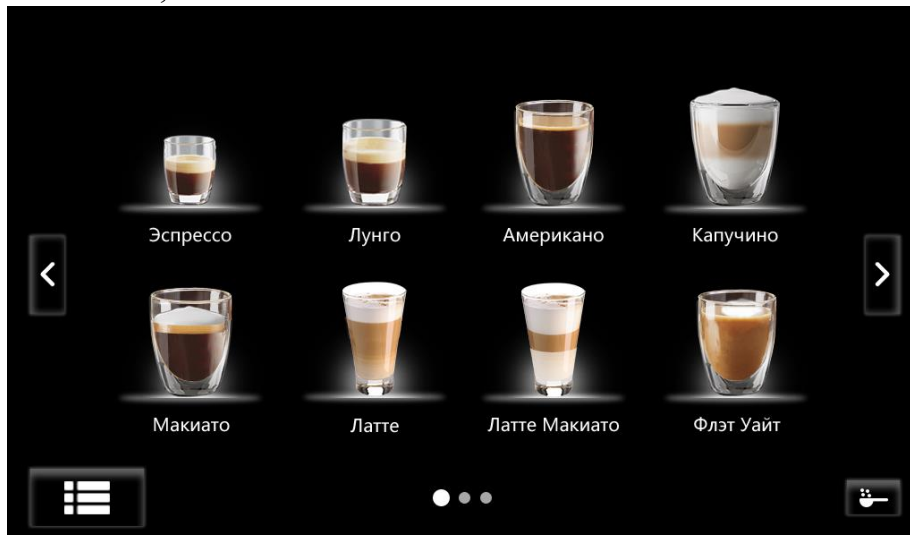 Эспрессо
Лунго
Американо
Капучино
Макиато
Латте
Латте Макиато
Флэт Уайт